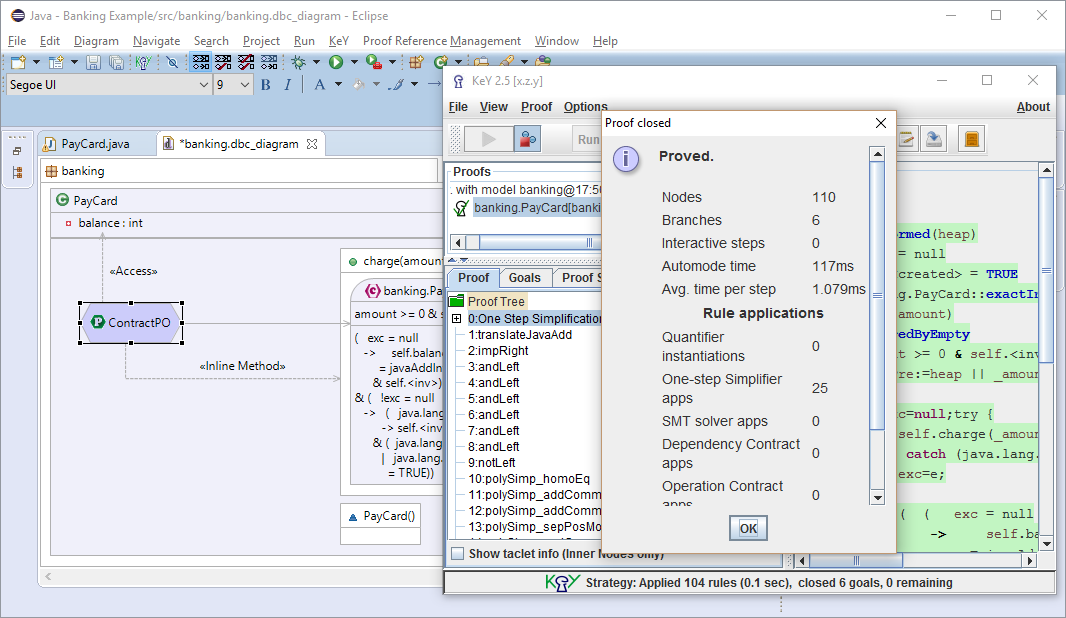 Java - Banking Example/src/banking/banking.dbc_diagram - Eclipse
File Edit Diagram Navigate Search Project Run KeY Proof Reference Management Window Help
Segoe UI 9 B I A
PayCard.java *banking.dbc_diagram
banking
PayCard
balance : int
«Access»
ContractPO
«Inline Method»
charge(amount
banking.Pa
amount >= 0 & s
( exc = null
-> self.balan
= javaAddIn
& self.<inv>)
& ( !exc = null
-> ( java.lang
-> self.<inv
& ( java.lang
| java.lang
= TRUE))
PayCard()
KeY 2.5 [x.z.y]
File View Proof Options About
Run
Proofs
. with model banking@17:50
banking.PayCard[banki
Proof Goals Proof S
Proof Tree
0:One Step Simplification
1:translateJavaAdd
2:impRight
3:andLeft
4:andLeft
5:andLeft
6:andLeft
7:andLeft
8:andLeft
9:notLeft
10:polySimp_homoEq
11:polySimp_addComm
12:polySimp_addComm
13:polySimp_sepPosMo
Show taclet info (Inner Nodes only)
rmed(heap)
= null
created> = TRUE
g.PayCard::exactIn
amount)
redByEmpty
t >= 0 & self.<inv
re:=heap || _amou
c=null;try {
self.charge(_amou
catch (java.lang.
exc=e;
( ( exc = null
-> self.ba
KeY Strategy: Applied 104 rules (0.1 sec), closed 6 goals, 0 remaining
Proof closed
Proved.
Nodes 110
Branches 6
Interactive steps 0
Automode time 117ms
Avg. time per step 1.079ms
Rule applications
Quantifier
instantiations 0
One-step Simplifier
apps 25
SMT solver apps 0
Dependency Contract
apps 0
Operation Contract
apps 0
OK